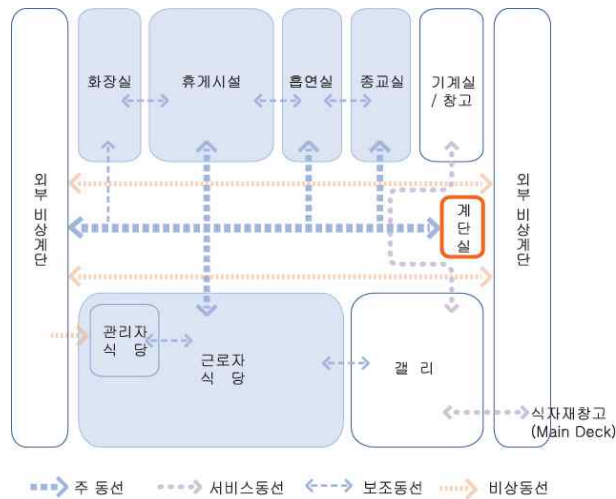 화장실
휴게시설
흡연실
종교실
기계실
/ 창고
외부 비상계단
계단실
외부 비상계단
관리자
식 당
근로자
식 당
갤 리
식자재창고
(Main Deck)
주 동선
서비스동선
보조동선
비상동선